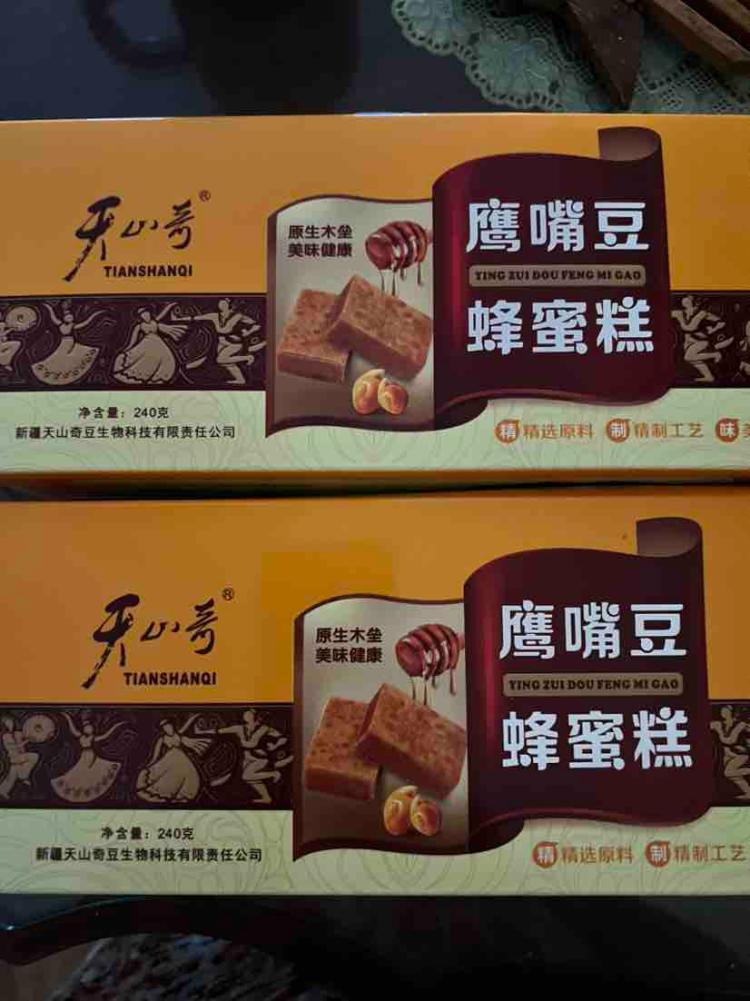 天山奇®
TIANSHANQI
原生木垒
美味健康
鹰嘴豆
YING ZUI DOU FENG MI GAO
蜂蜜糕
净含量：240克
新疆天山奇豆生物科技有限责任公司
精 精选原料 制 精制工艺 味
天山奇®
TIANSHANQI
原生木垒
美味健康
鹰嘴豆
YING ZUI DOU FENG MI GAO
蜂蜜糕
净含量：240克
新疆天山奇豆生物科技有限责任公司
精 精选原料 制 精制工艺